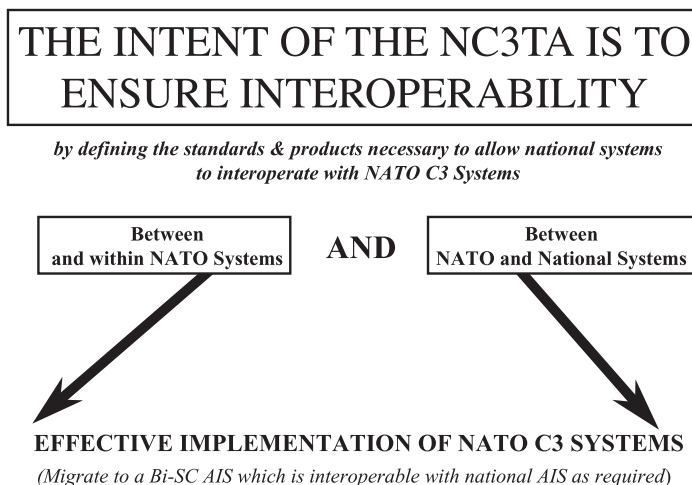 THE INTENT OF THE NC3TA IS TO
ENSURE INTEROPERABILITY
by defining the standards & products necessary to allow national systems
to interoperate with NATO C3 Systems
Between
and within NATO Systems
AND
Between
NATO and National Systems
EFFECTIVE IMPLEMENTATION OF NATO C3 SYSTEMS
(Migrate to a Bi-SC AIS which is interoperable with national AIS as required)